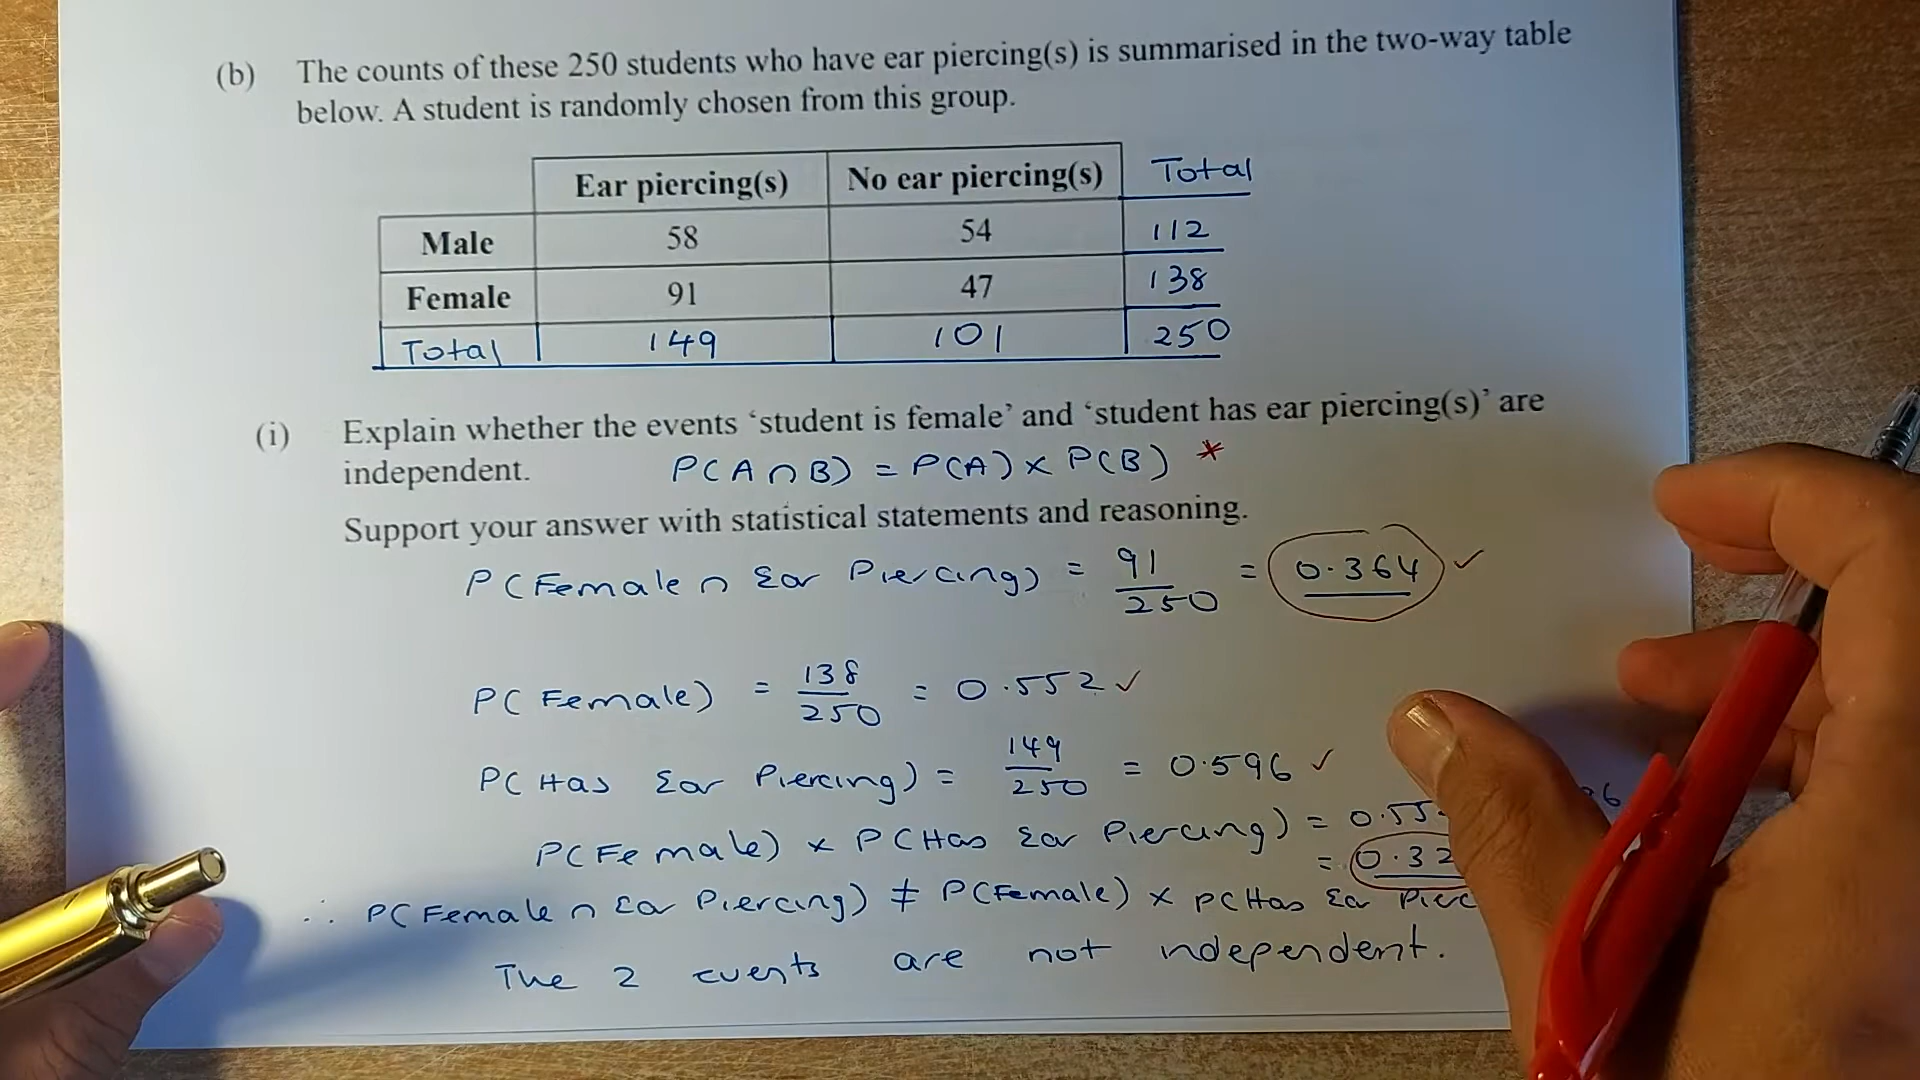 (b) The counts of these 250 students who have ear piercing(s) is summarised in the two-way table
below. A student is randomly chosen from this group.
Ear piercing(s) No ear piercing(s) Total
Male 58 54 112
Female 91 47 138
Total 149 101 250
(i) Explain whether the events ‘student is female’ and ‘student has ear piercing(s)’ are
independent. P(A∩B) = P(A) × P(B) *
Support your answer with statistical statements and reasoning.
P(Female ∩ Ear Piercing) = 91/250 = 0.364 ✓
P(Female) = 138/250 = 0.552 ✓
P(Has Ear Piercing) = 149/250 = 0.596 ✓
P(Female) × P(Has Ear Piercing) = 0.55
= 0.32
∴ P(Female ∩ Ear Piercing) ≠ P(Female) × P(Has Ear Pierc
The 2 events are not independent.